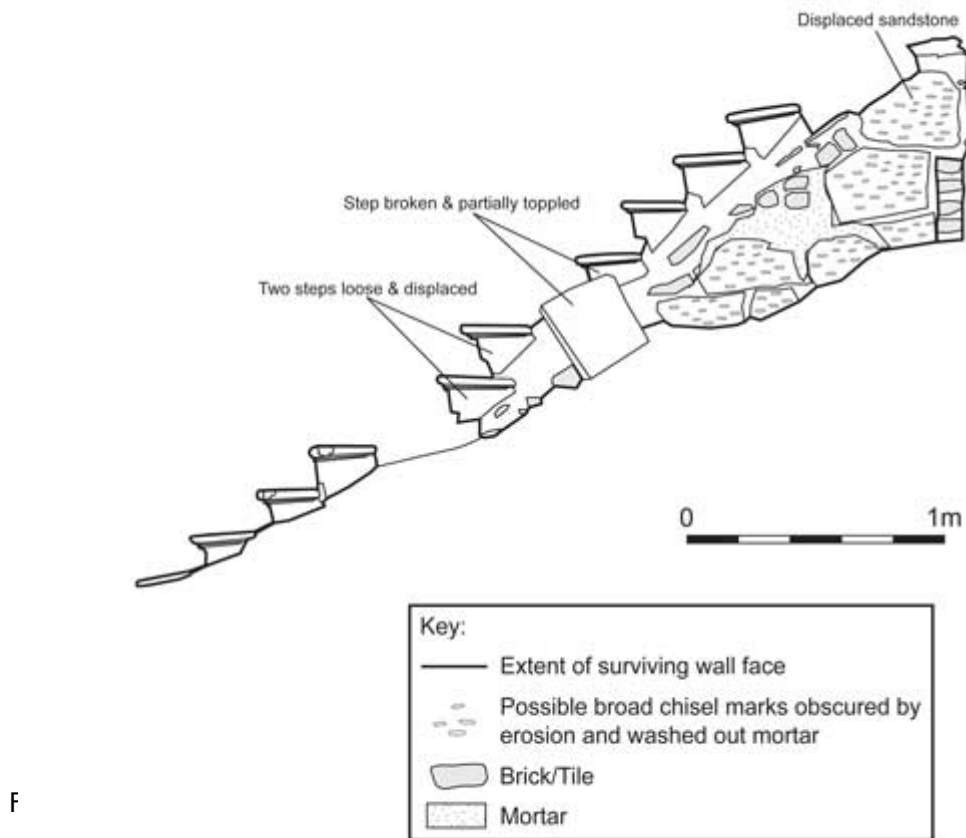 Displaced sandstone
Step broken & partially toppled
Two steps loose & displaced
0 1m
Key:
Extent of surviving wall face
Possible broad chisel marks obscured by
erosion and washed out mortar
Brick/Tile
Mortar
F